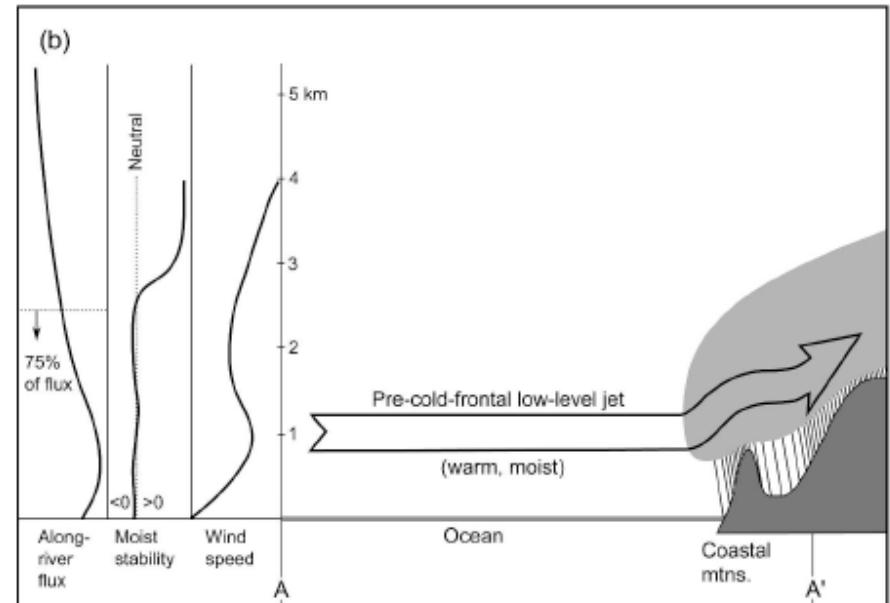 (b)
Neutral
5 km
4
3
2
1
75%
of flux
Pre-cold-frontal low-level jet
(warm, moist)
<0
>0
Along-
river
flux
Moist
stability
Wind
speed
Ocean
Coastal
mtns.
A
A'